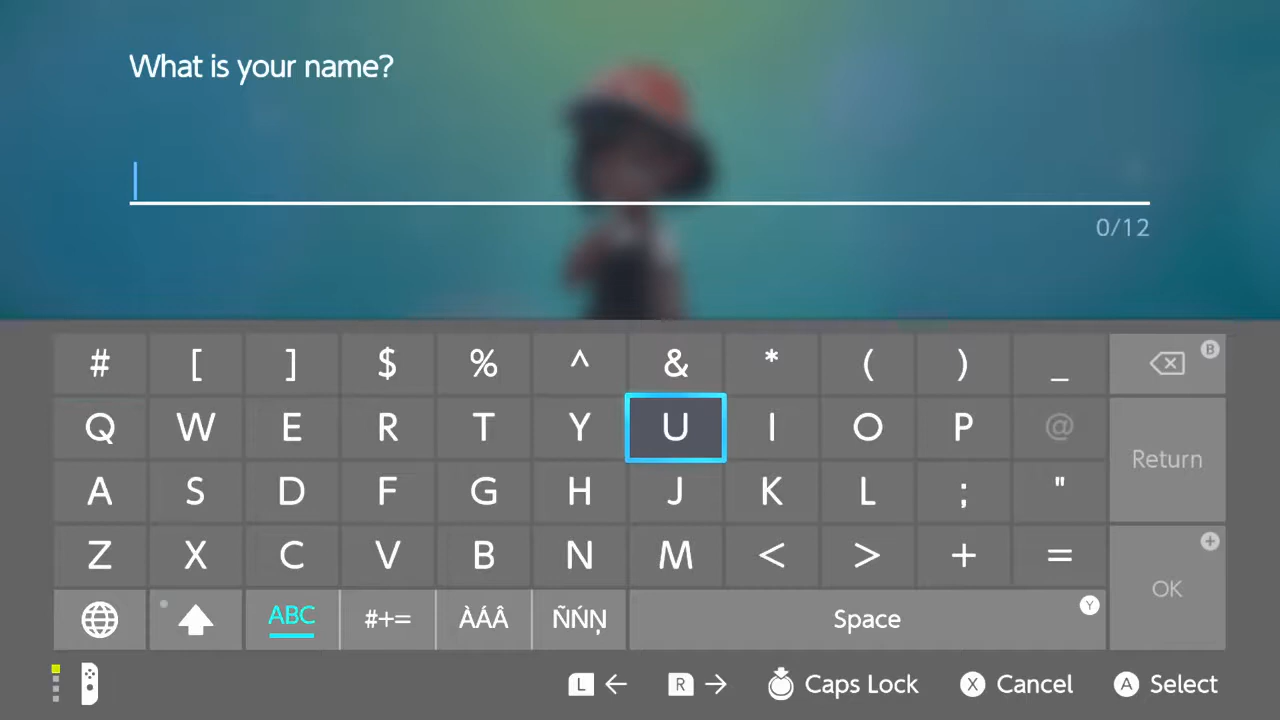 What is your name?
0/12
# [ ] $ % ^ & * ( ) _ B
Q W E R T Y U I O P @
Return
A S D F G H J K L ; "
Z X C V B N M < > + = +
OK
ABC #+= ÀÁÂ ÑŃŅ Space Y
L ← R → Caps Lock X Cancel A Select